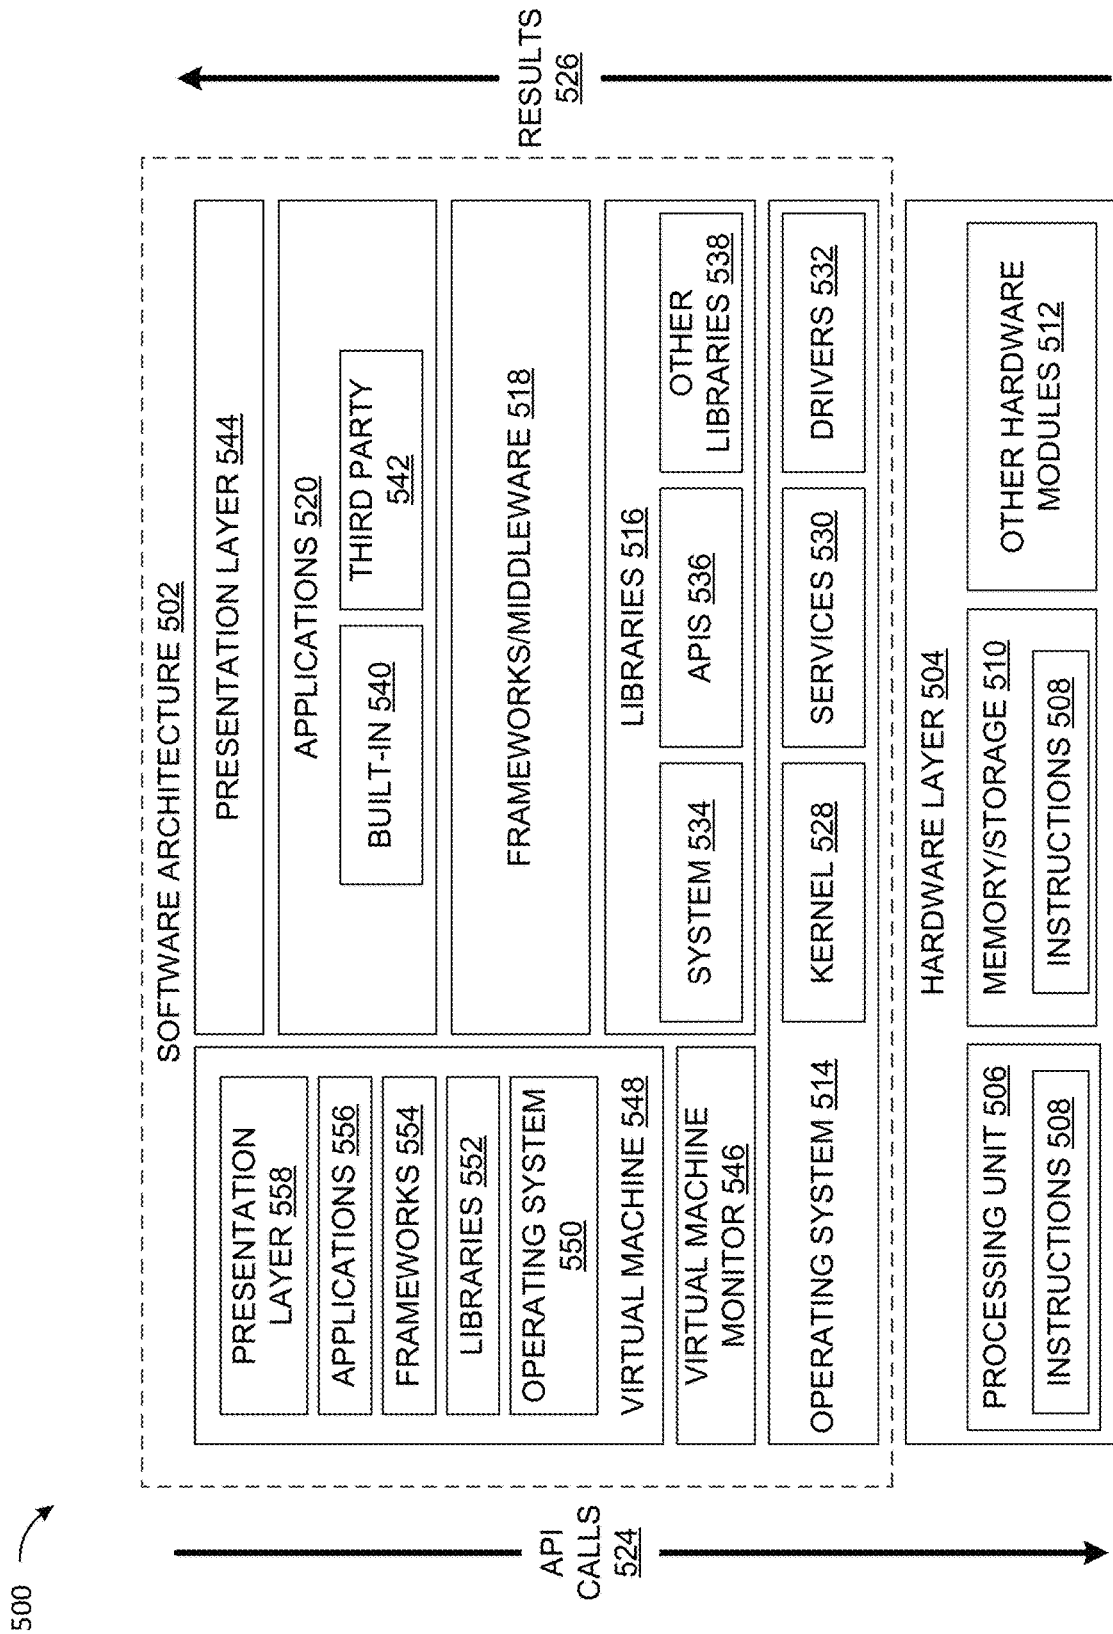 500
SOFTWARE ARCHITECTURE 502
PRESENTATION
LAYER 558
APPLICATIONS 556
FRAMEWORKS 554
LIBRARIES 552
OPERATING SYSTEM
550
VIRTUAL MACHINE 548
VIRTUAL MACHINE
MONITOR 546
PRESENTATION LAYER 544
APPLICATIONS 520
BUILT-IN 540
THIRD PARTY
542
FRAMEWORKS/MIDDLEWARE 518
LIBRARIES 516
SYSTEM 534
APIS 536
OTHER
LIBRARIES 538
OPERATING SYSTEM 514
KERNEL 528
SERVICES 530
DRIVERS 532
HARDWARE LAYER 504
PROCESSING UNIT 506
INSTRUCTIONS 508
MEMORY/STORAGE 510
INSTRUCTIONS 508
OTHER HARDWARE
MODULES 512
API
CALLS
524
RESULTS
526